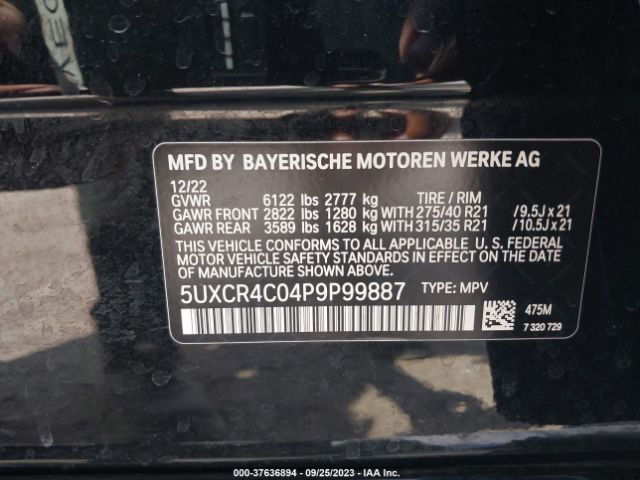 MFD BY BAYERISCHE MOTOREN WERKE AG
12/22
GVWR 6122 lbs 2777 kg TIRE / RIM
GAWR FRONT 2822 lbs 1280 kg WITH 275/40 R21 /9.5J x 21
GAWR REAR 3589 lbs 1628 kg WITH 315/35 R21 /10.5J x 21
THIS VEHICLE CONFORMS TO ALL APPLICABLE U. S. FEDERAL
MOTOR VEHICLE SAFETY STANDARDS IN EFFECT ON THE DATE
OF MANUFACTURE SHOWN ABOVE.
5UXCR4C04P9P99887 TYPE: MPV
475M
7 320 729
000-37636894 - 09/25/2023 - IAA Inc.